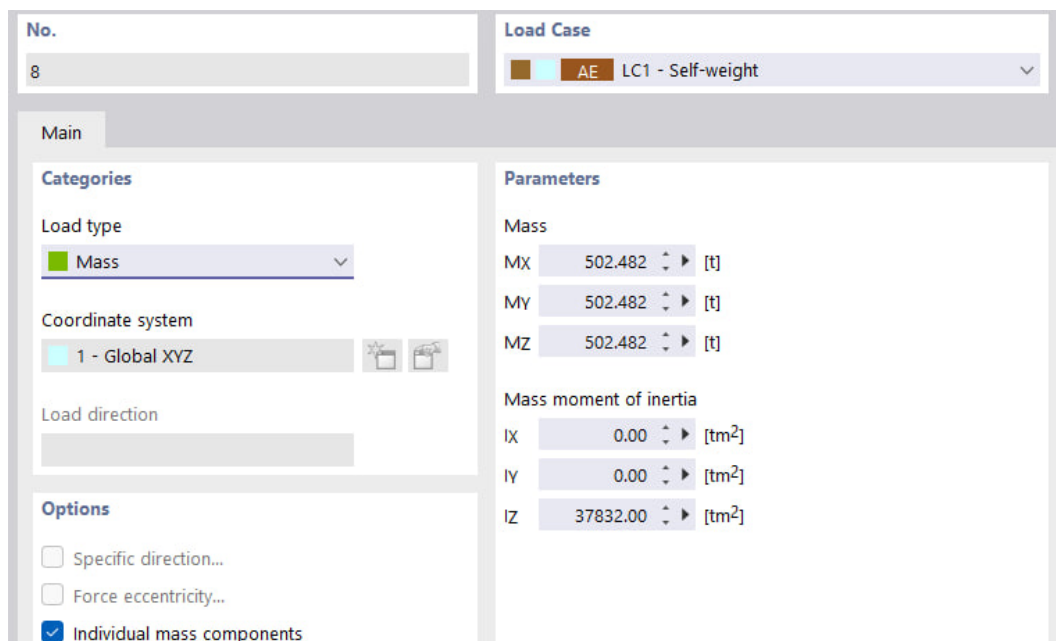 No.
8
Load Case
AE LC1 - Self-weight
Main
Categories
Load type
Mass
Coordinate system
1 - Global XYZ
Load direction
Options
Specific direction...
Force eccentricity...
Individual mass components
Parameters
Mass
MX 502.482 [t]
MY 502.482 [t]
MZ 502.482 [t]
Mass moment of inertia
IX 0.00 [tm2]
IY 0.00 [tm2]
IZ 37832.00 [tm2]